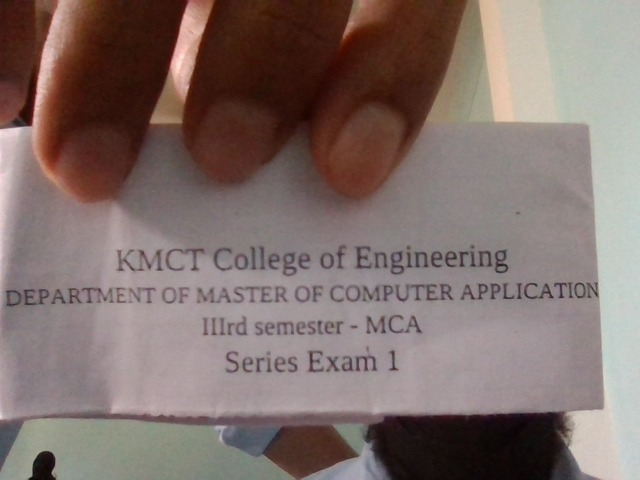 KMCT College of Engineering
DEPARTMENT OF MASTER OF COMPUTER APPLICATION
IIIrd semester - MCA
Series Exam 1